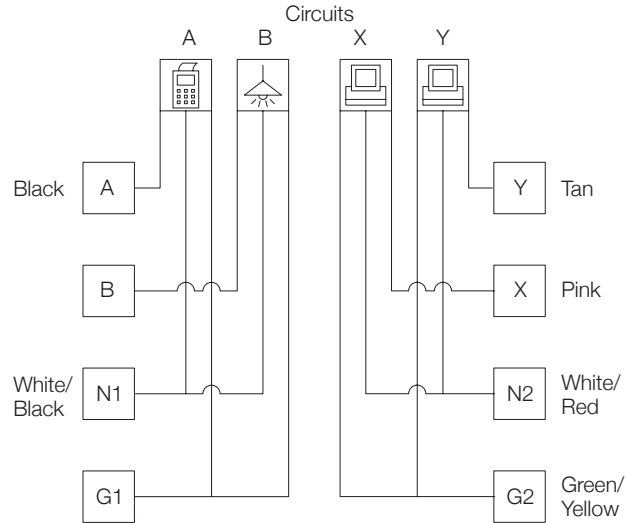 Circuits
A B X Y
Black A Y Tan
B X Pink
White/
Black N1 N2 White/
Red
G1 G2 Green/
Yellow